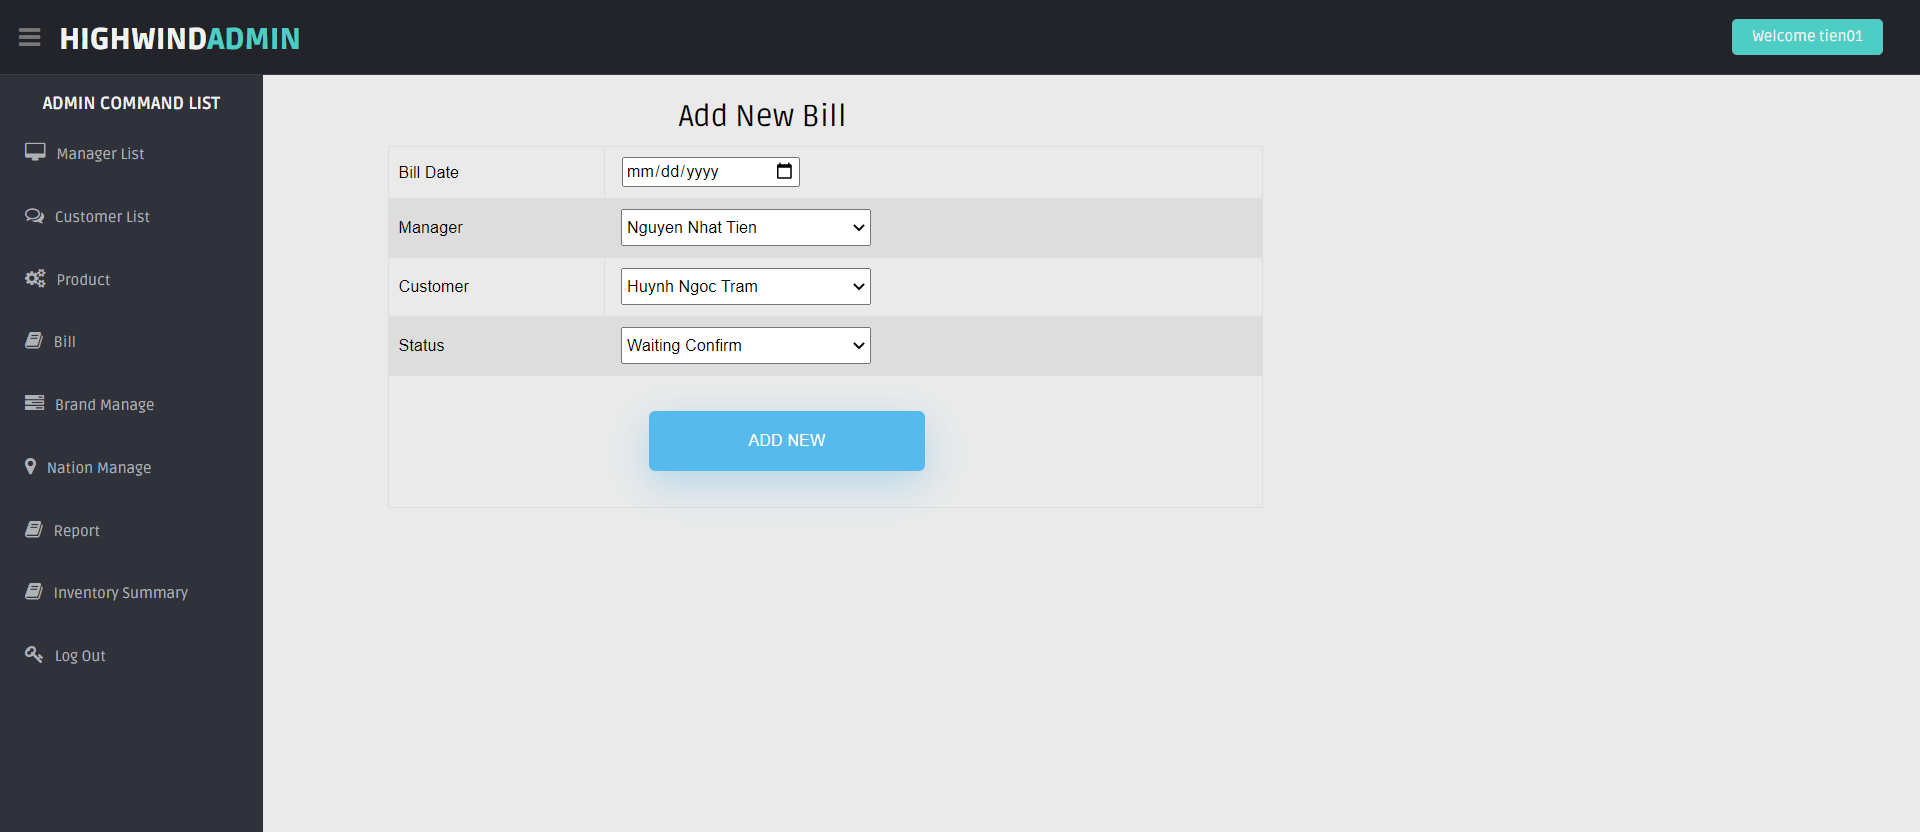 HIGHWINDADMIN
Welcome tien01
ADMIN COMMAND LIST
Manager List
Customer List
Product
Bill
Brand Manage
Nation Manage
Report
Inventory Summary
Log Out
Add New Bill
Bill Date mm/dd/yyyy
Manager Nguyen Nhat Tien
Customer Huynh Ngoc Tram
Status Waiting Confirm
ADD NEW